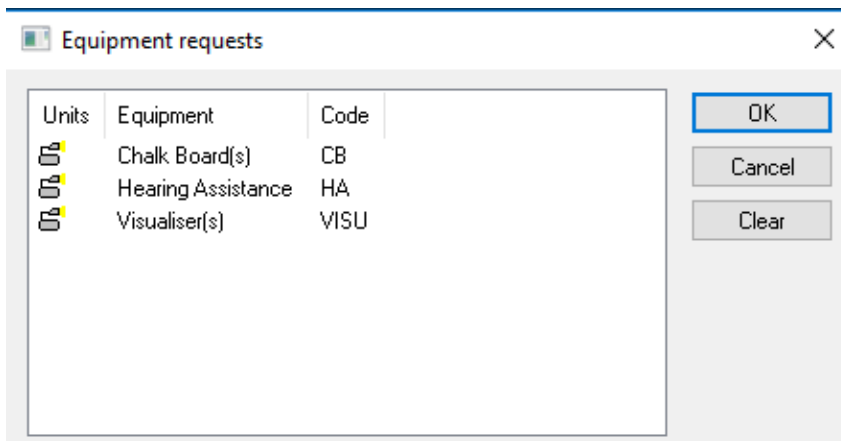 Equipment requests
Units Equipment Code
Chalk Board(s) CB
Hearing Assistance HA
Visualiser(s) VISU
OK
Cancel
Clear